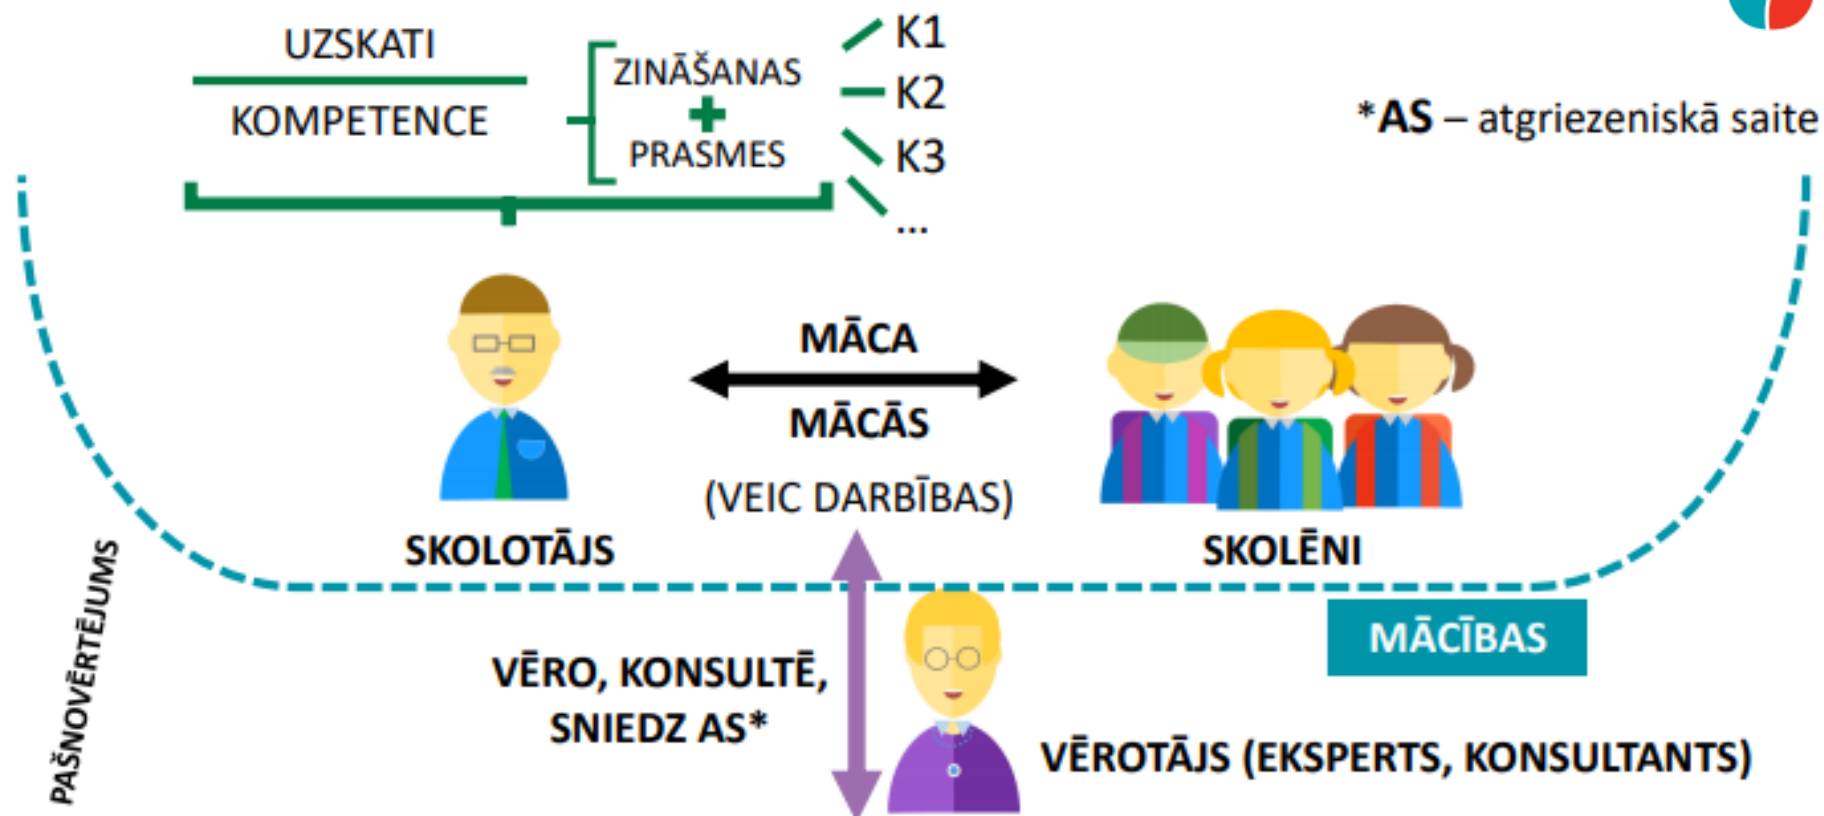 UZSKATI
KOMPETENCE
ZINĀŠANAS
+
PRASMES
K1
K2
K3
...
*AS – atgriezeniskā saite
MĀCA
MĀCĀS
(VEIC DARBĪBAS)
SKOLOTĀJS
SKOLĒNI
PAŠNOVĒRTĒJUMS
MĀCĪBAS
VĒRO, KONSULTĒ,
SNIEDZ AS*
VĒROTĀJS (EKSPERTS, KONSULTANTS)